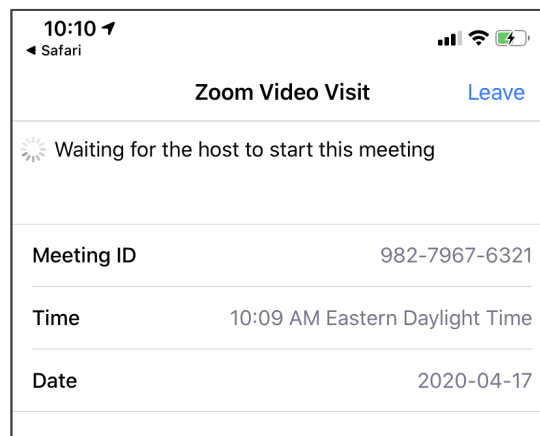 10:10
◀ Safari
Zoom Video Visit Leave
Waiting for the host to start this meeting
Meeting ID 982-7967-6321
Time 10:09 AM Eastern Daylight Time
Date 2020-04-17